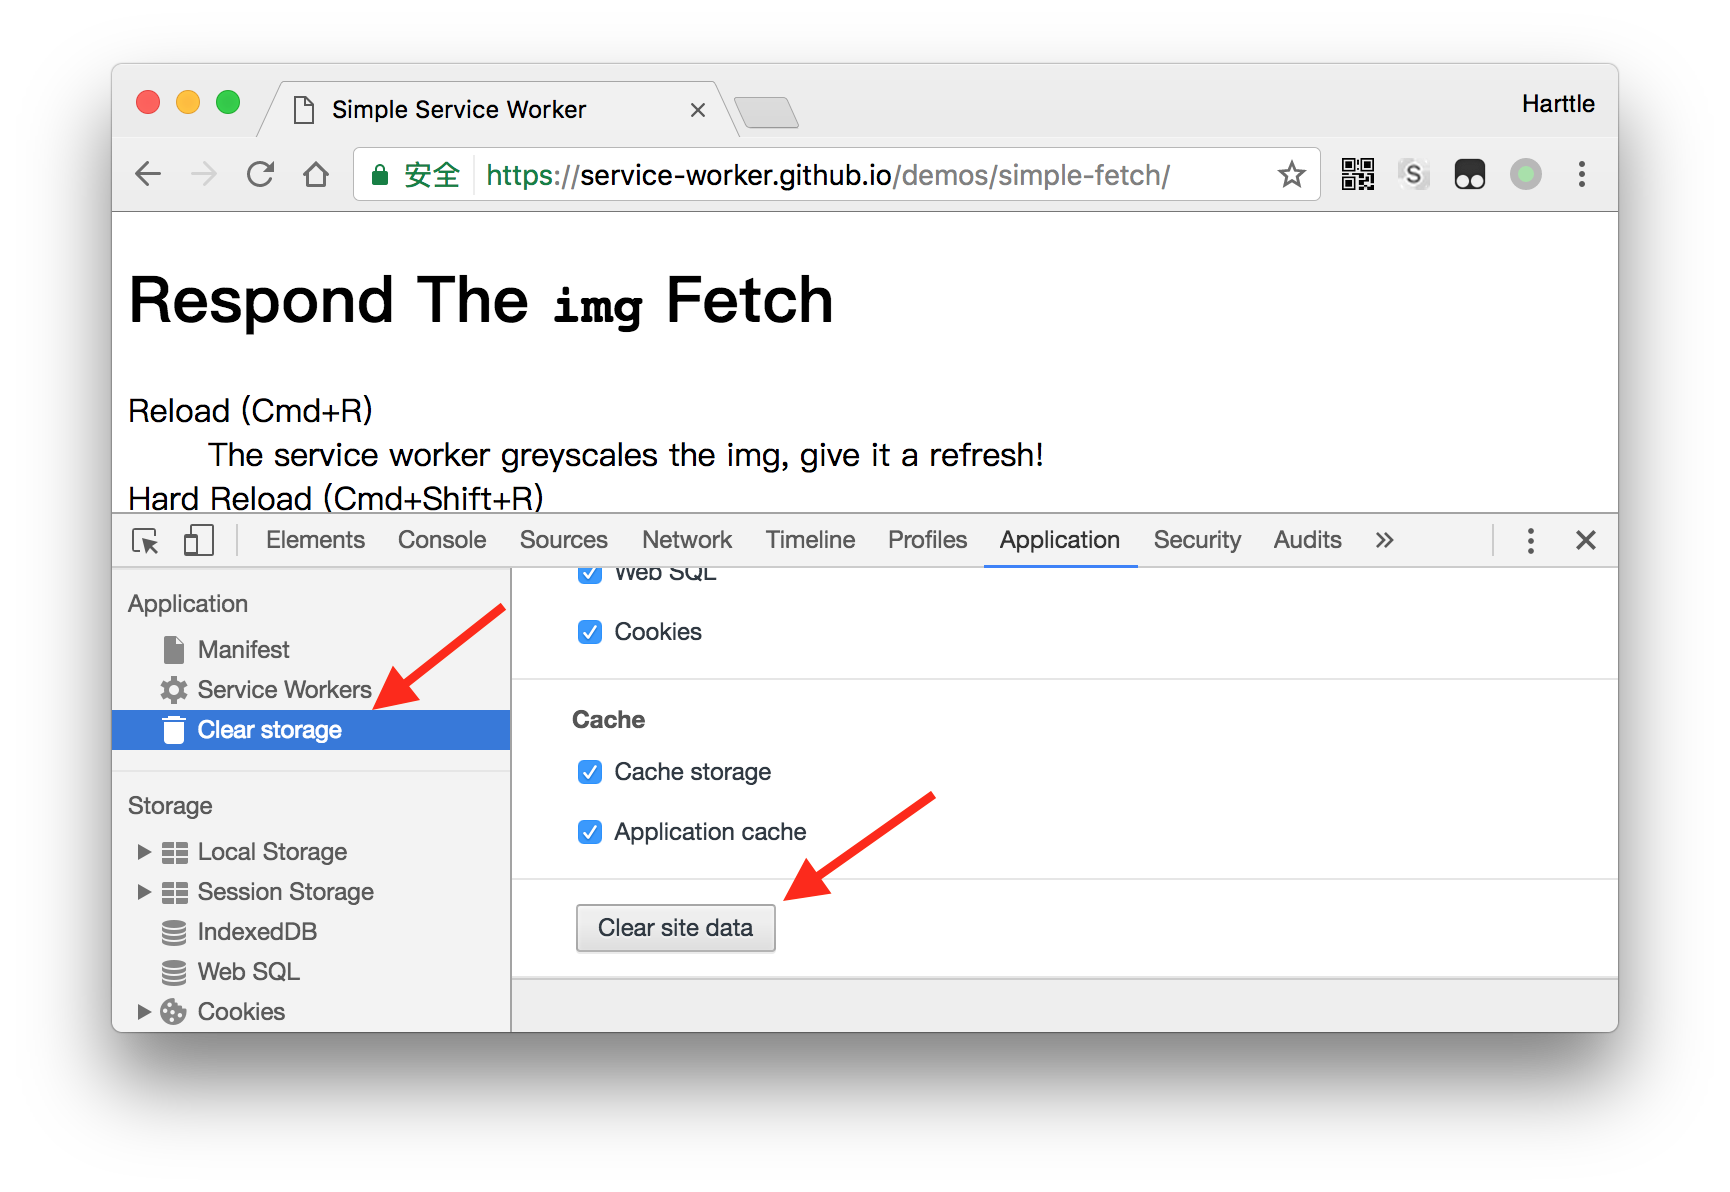 Simple Service Worker
Harttle
安全 https://service-worker.github.io/demos/simple-fetch/
S
Respond The img Fetch
Reload (Cmd+R)
The service worker greyscales the img, give it a refresh!
Hard Reload (Cmd+Shift+R)
Elements Console Sources Network Timeline Profiles Application Security Audits
Application
Manifest
Service Workers
Clear storage
Storage
Local Storage
Session Storage
IndexedDB
Web SQL
Cookies
Web SQL
Cookies
Cache
Cache storage
Application cache
Clear site data